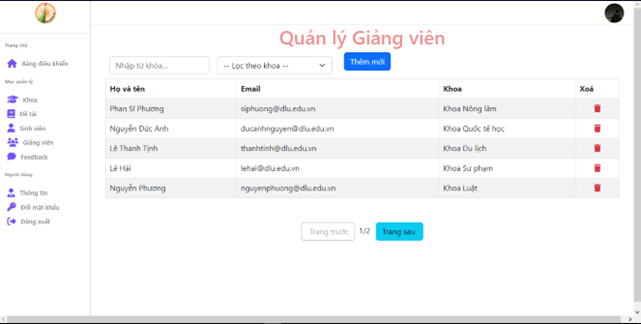 Trang chủ
Bảng điều khiển
Mục quản lý
Khoa
Đề tài
Sinh viên
Giảng viên
Feedback
Người dùng
Thông tin
Đổi mật khẩu
Đăng xuất
Quản lý Giảng viên
Nhập từ khóa... -- Lọc theo khoa -- Thêm mới
Họ và tên Email Khoa Xoá
Phan Sĩ Phương siphuong@dlu.edu.vn Khoa Nông lâm
Nguyễn Đức Anh ducanhnguyen@dlu.edu.vn Khoa Quốc tế học
Lê Thanh Tịnh thanhtinh@dlu.edu.vn Khoa Du lịch
Lê Hải lehai@dlu.edu.vn Khoa Sư phạm
Nguyễn Phương nguyenphuong@dlu.edu.vn Khoa Luật
Trang trước 1/2 Trang sau